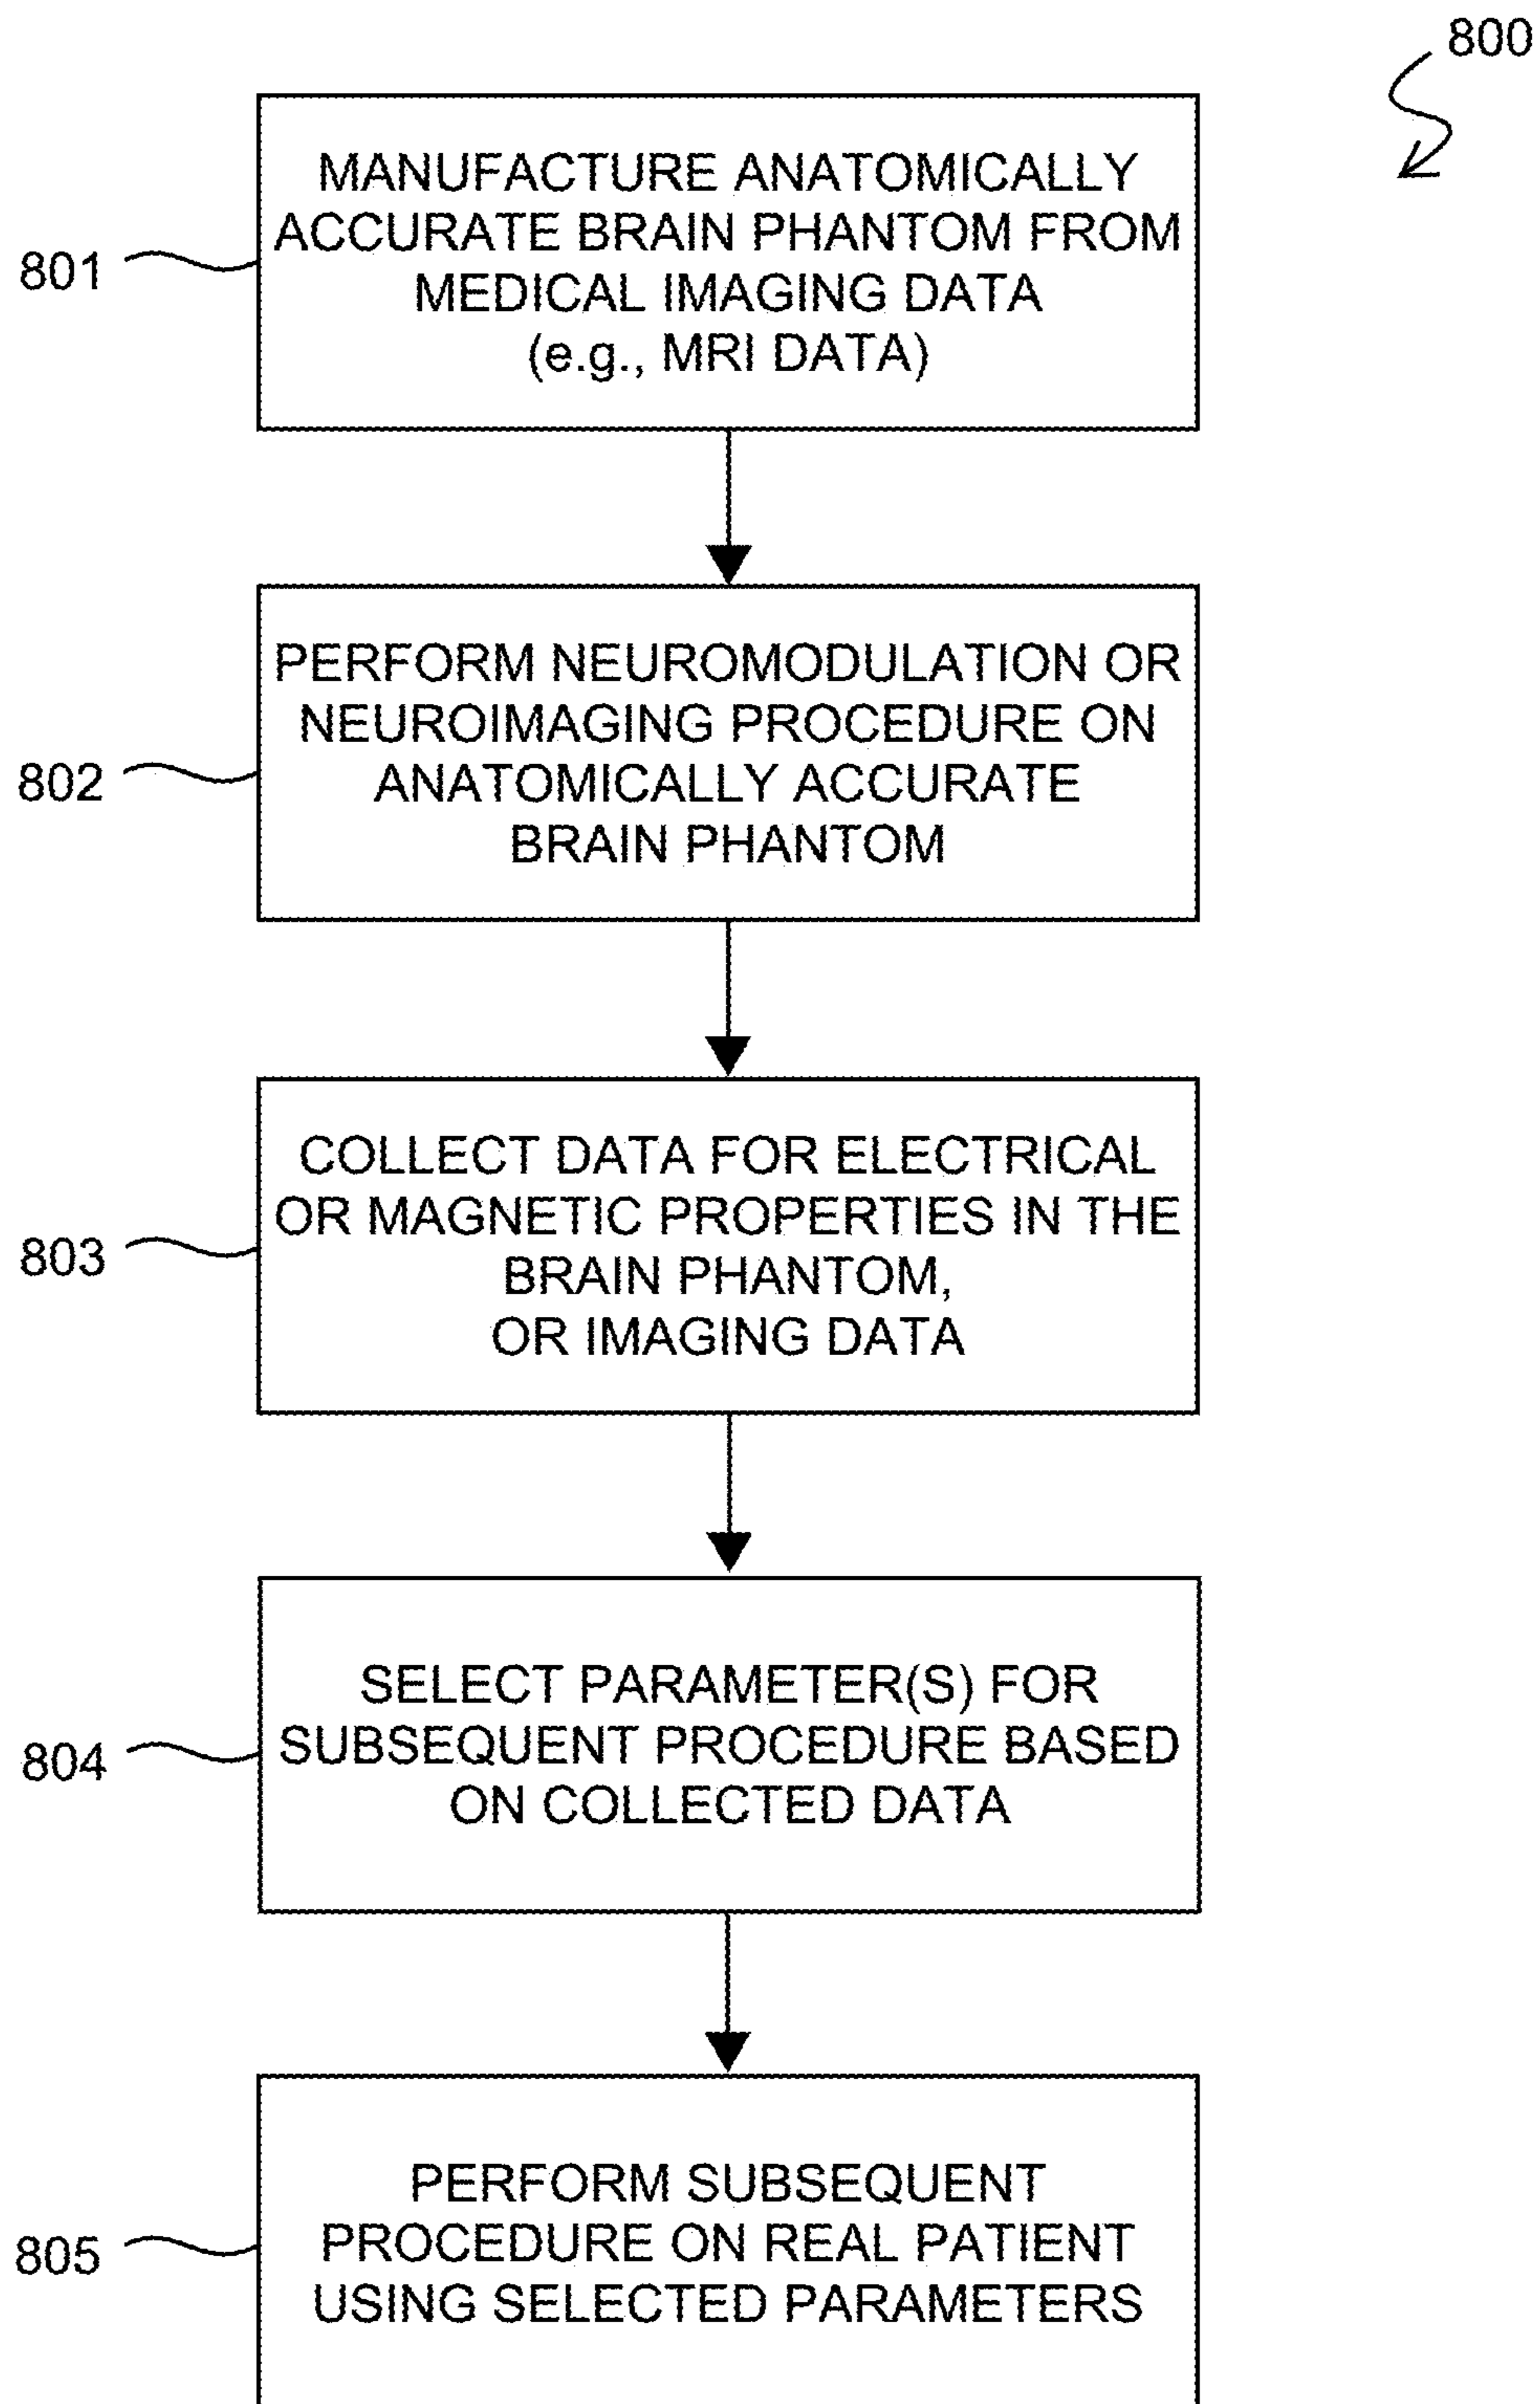 800
MANUFACTURE ANATOMICALLY
ACCURATE BRAIN PHANTOM FROM
MEDICAL IMAGING DATA
(e.g., MRI DATA)
801
PERFORM NEUROMODULATION OR
NEUROIMAGING PROCEDURE ON
ANATOMICALLY ACCURATE
BRAIN PHANTOM
802
COLLECT DATA FOR ELECTRICAL
OR MAGNETIC PROPERTIES IN THE
BRAIN PHANTOM,
OR IMAGING DATA
803
SELECT PARAMETER(S) FOR
SUBSEQUENT PROCEDURE BASED
ON COLLECTED DATA
804
PERFORM SUBSEQUENT
PROCEDURE ON REAL PATIENT
USING SELECTED PARAMETERS
805